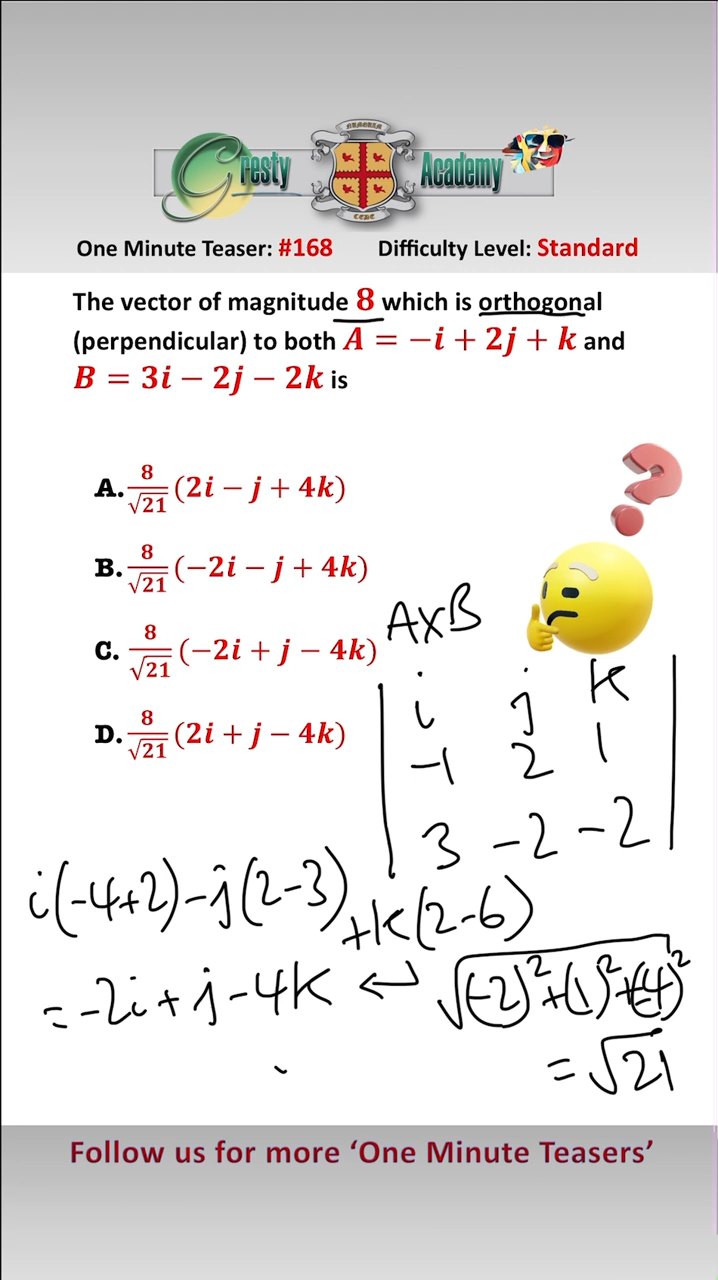 Cresty Academy
MEMORIA
CEDE
One Minute Teaser: #168 Difficulty Level: Standard
The vector of magnitude 8 which is orthogonal
(perpendicular) to both A = −i + 2j + k and
B = 3i − 2j − 2k is
A. 8/√21 (2i − j + 4k)
B. 8/√21 (−2i − j + 4k)
C. 8/√21 (−2i + j − 4k)
D. 8/√21 (2i + j − 4k)
A×B
i j k
-1 2 1
3 -2 -2
i(-4+2)-j(2-3)
+k(2-6)
=-2i+j-4k ↩ √(-2)²+(1)²+(-4)²
=√21
Follow us for more ‘One Minute Teasers’